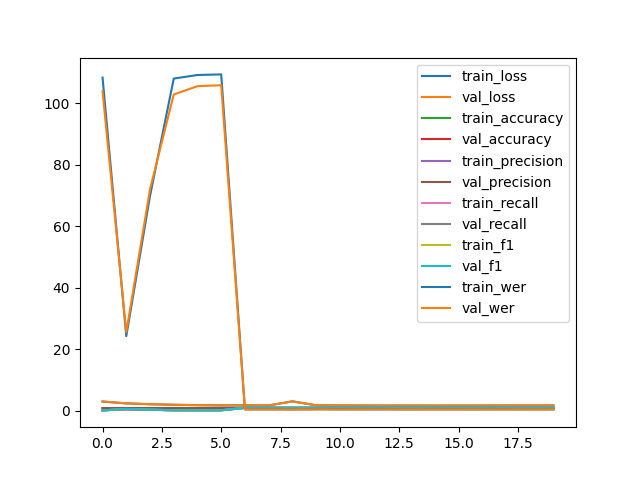 train_loss
val_loss
train_accuracy
val_accuracy
train_precision
val_precision
train_recall
val_recall
train_f1
val_f1
train_wer
val_wer
100
80
60
40
20
0
0.0 2.5 5.0 7.5 10.0 12.5 15.0 17.5